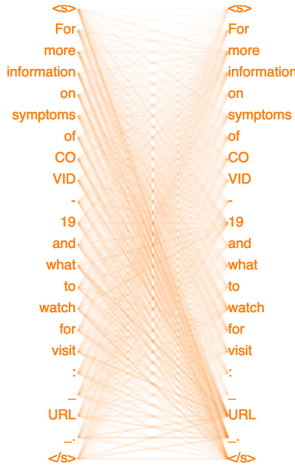 <s> <s>
For For
more more
information information
on on
symptoms symptoms
of of
CO CO
VID VID
- -
19 19
and and
what what
to to
watch watch
for for
visit visit
: :
_ _
URL URL
_. _.
</s> </s>